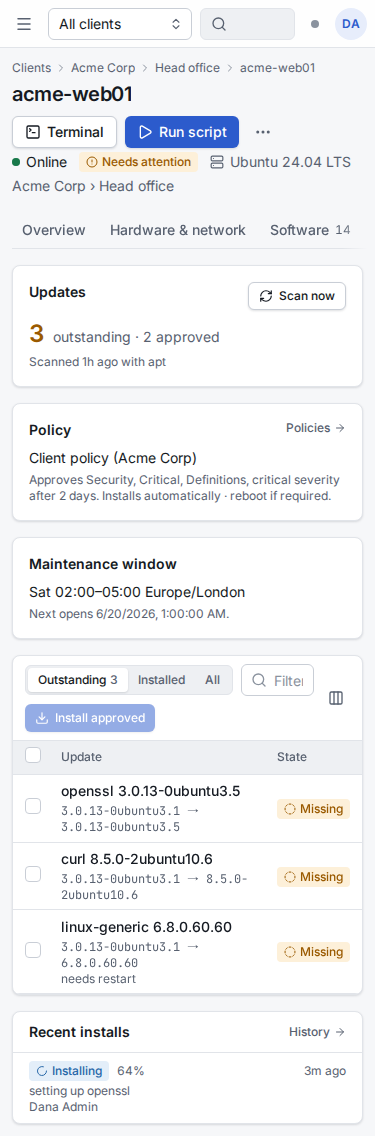 All clients
DA
Clients > Acme Corp > Head office > acme-web01
acme-web01
Terminal
Run script
Online
Needs attention
Ubuntu 24.04 LTS
Acme Corp › Head office
Overview
Hardware & network
Software 14
Updates
Scan now
3 outstanding · 2 approved
Scanned 1h ago with apt
Policy
Policies →
Client policy (Acme Corp)
Approves Security, Critical, Definitions, critical severity
after 2 days. Installs automatically · reboot if required.
Maintenance window
Sat 02:00–05:00 Europe/London
Next opens 6/20/2026, 1:00:00 AM.
Outstanding 3
Installed
All
Filter
Install approved
Update
State
openssl 3.0.13-0ubuntu3.5
3.0.13-0ubuntu3.1 →
3.0.13-0ubuntu3.5
Missing
curl 8.5.0-2ubuntu10.6
3.0.13-0ubuntu3.1 → 8.5.0-
2ubuntu10.6
Missing
linux-generic 6.8.0.60.60
3.0.13-0ubuntu3.1 →
6.8.0.60.60
needs restart
Missing
Recent installs
History →
Installing
64%
3m ago
setting up openssl
Dana Admin